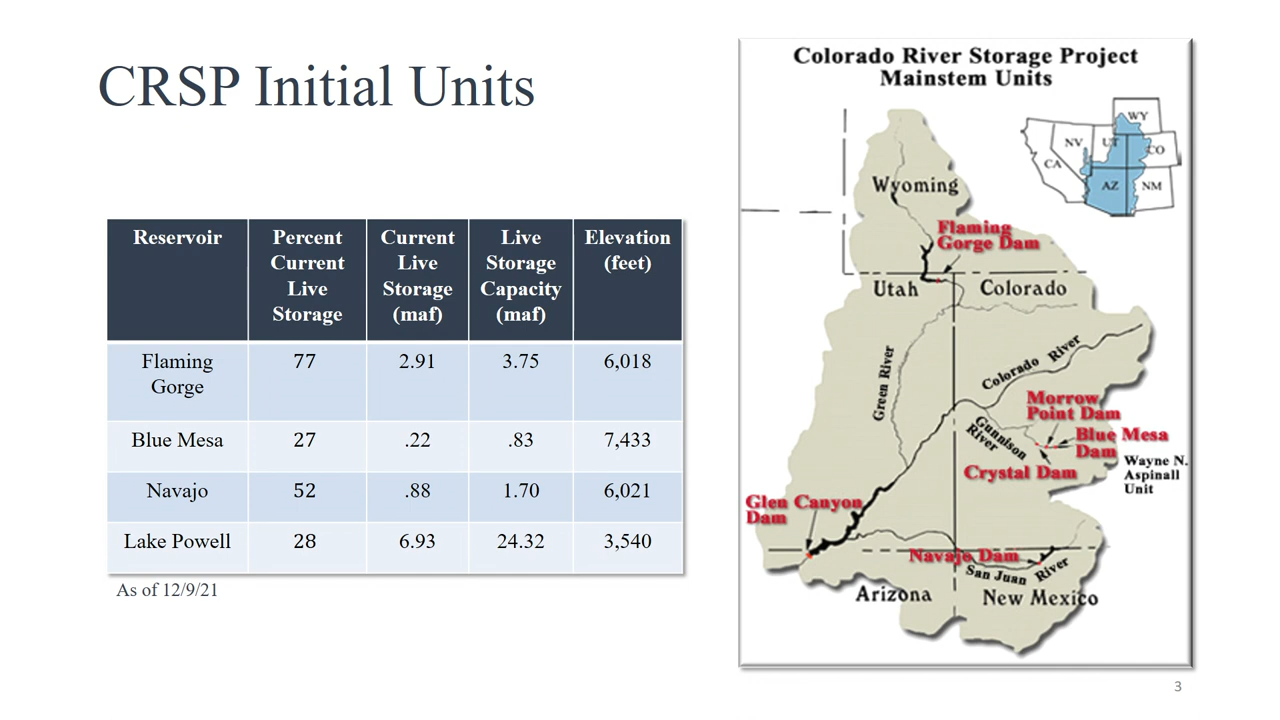 CRSP Initial Units
Reservoir
Percent
Current
Live
Storage
Current
Live
Storage
(maf)
Live
Storage
Capacity
(maf)
Elevation
(feet)
Flaming
Gorge
77
2.91
3.75
6,018
Blue Mesa
27
.22
.83
7,433
Navajo
52
.88
1.70
6,021
Lake Powell
28
6.93
24.32
3,540
As of 12/9/21
Colorado River Storage Project
Mainstem Units
WY
NV
UT
CO
CA
AZ
NM
Wyoming
Flaming
Gorge Dam
Utah
Colorado
Green River
Colorado River
Morrow
Point Dam
Gunnison
River
Blue Mesa
Dam
Crystal Dam
Wayne N.
Aspinall
Unit
Glen Canyon
Dam
Navajo Dam
San Juan River
Arizona
New Mexico
3